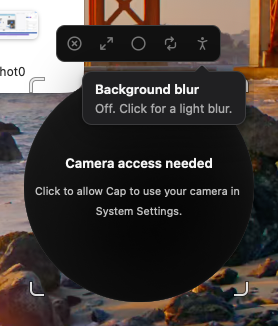 hot0
Background blur
Off. Click for a light blur.
Camera access needed
Click to allow Cap to use your camera in
System Settings.